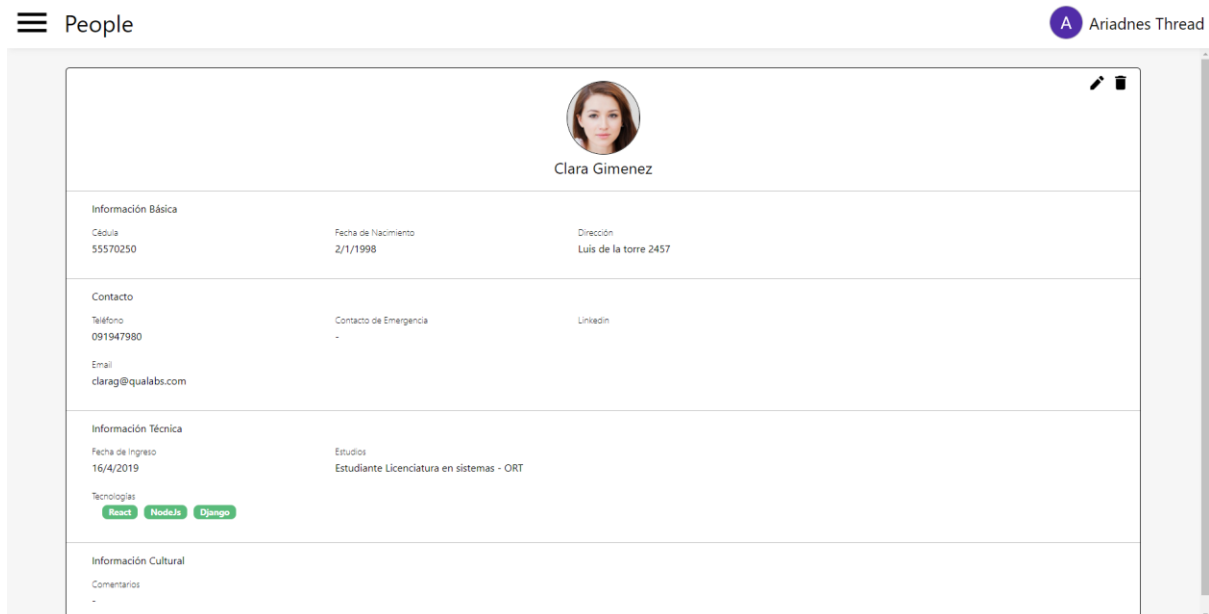 People
A Ariadnes Thread
Clara Gimenez
Información Básica
Cédula Fecha de Nacimiento Dirección
55570250 2/1/1998 Luis de la torre 2457
Contacto
Teléfono Contacto de Emergencia Linkedin
091947980 -
Email
clarag@qualabs.com
Información Técnica
Fecha de Ingreso Estudios
16/4/2019 Estudiante Licenciatura en sistemas - ORT
Tecnologías
React NodeJs Django
Información Cultural
Comentarios
-